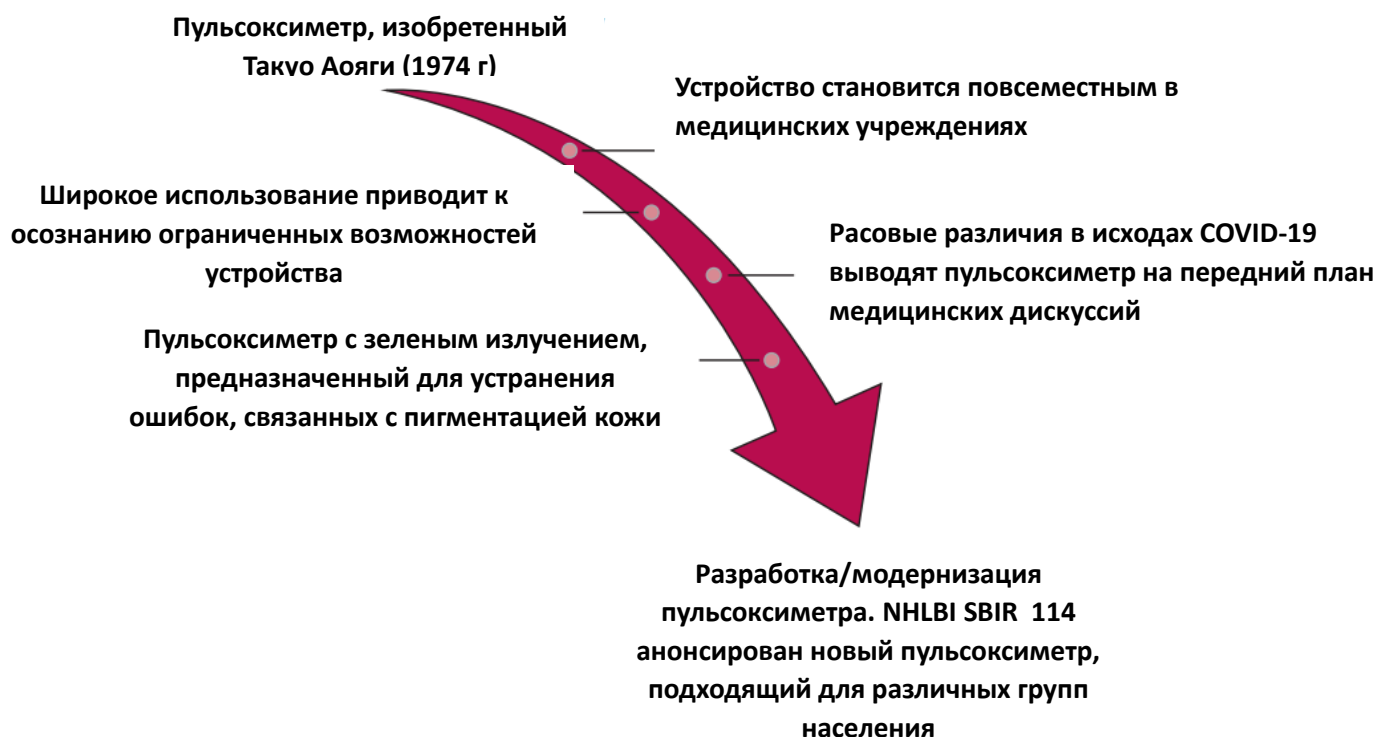 Пульсоксиметр, изобретенный
Такуо Аояги (1974 г)
Устройство становится повсеместным в
медицинских учреждениях
Широкое использование приводит к
осознанию ограниченных возможностей
устройства
Расовые различия в исходах COVID-19
выводят пульсоксиметр на передний план
медицинских дискуссий
Пульсоксиметр с зеленым излучением,
предназначенный для устранения
ошибок, связанных с пигментацией кожи
Разработка/модернизация
пульсоксиметра. NHLBI SBIR 114
анонсирован новый пульсоксиметр,
подходящий для различных групп
населения